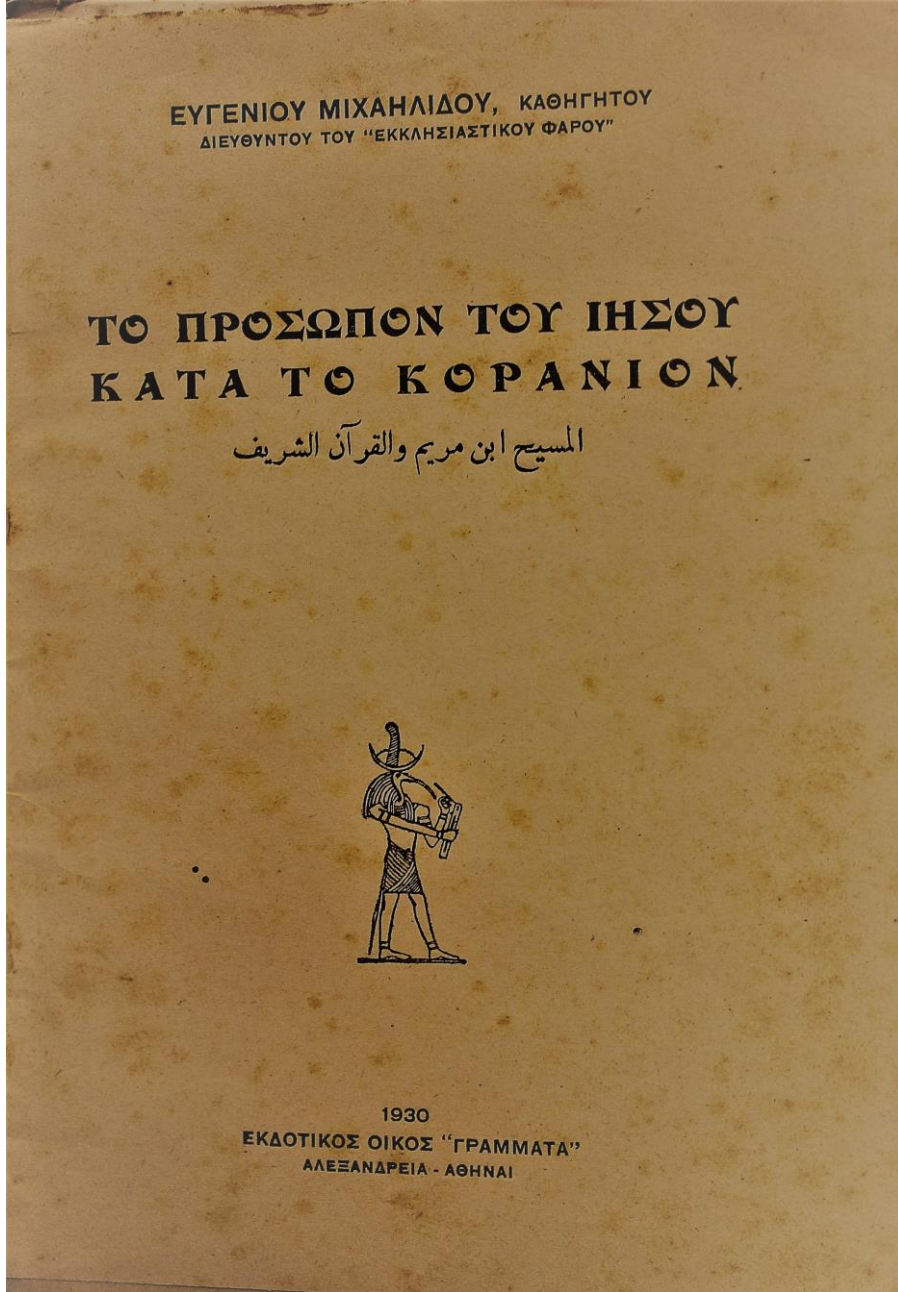 ΕΥΓΕΝΙΟΥ ΜΙΧΑΗΛΙΔΟΥ, ΚΑΘΗΓΗΤΟΥ
ΔΙΕΥΘΥΝΤΟΥ ΤΟΥ “ΕΚΚΛΗΣΙΑΣΤΙΚΟΥ ΦΑΡΟΥ”
ΤΟ ΠΡΟΣΩΠΟΝ ΤΟΥ ΙΗΣΟΥ
ΚΑΤΑ ΤΟ ΚΟΡΑΝΙΟΝ
المسيح ابن مريم والقرآن الشريف
1930
ΕΚΔΟΤΙΚΟΣ ΟΙΚΟΣ “ΓΡΑΜΜΑΤΑ”
ΑΛΕΞΑΝΔΡΕΙΑ - ΑΘΗΝΑΙ